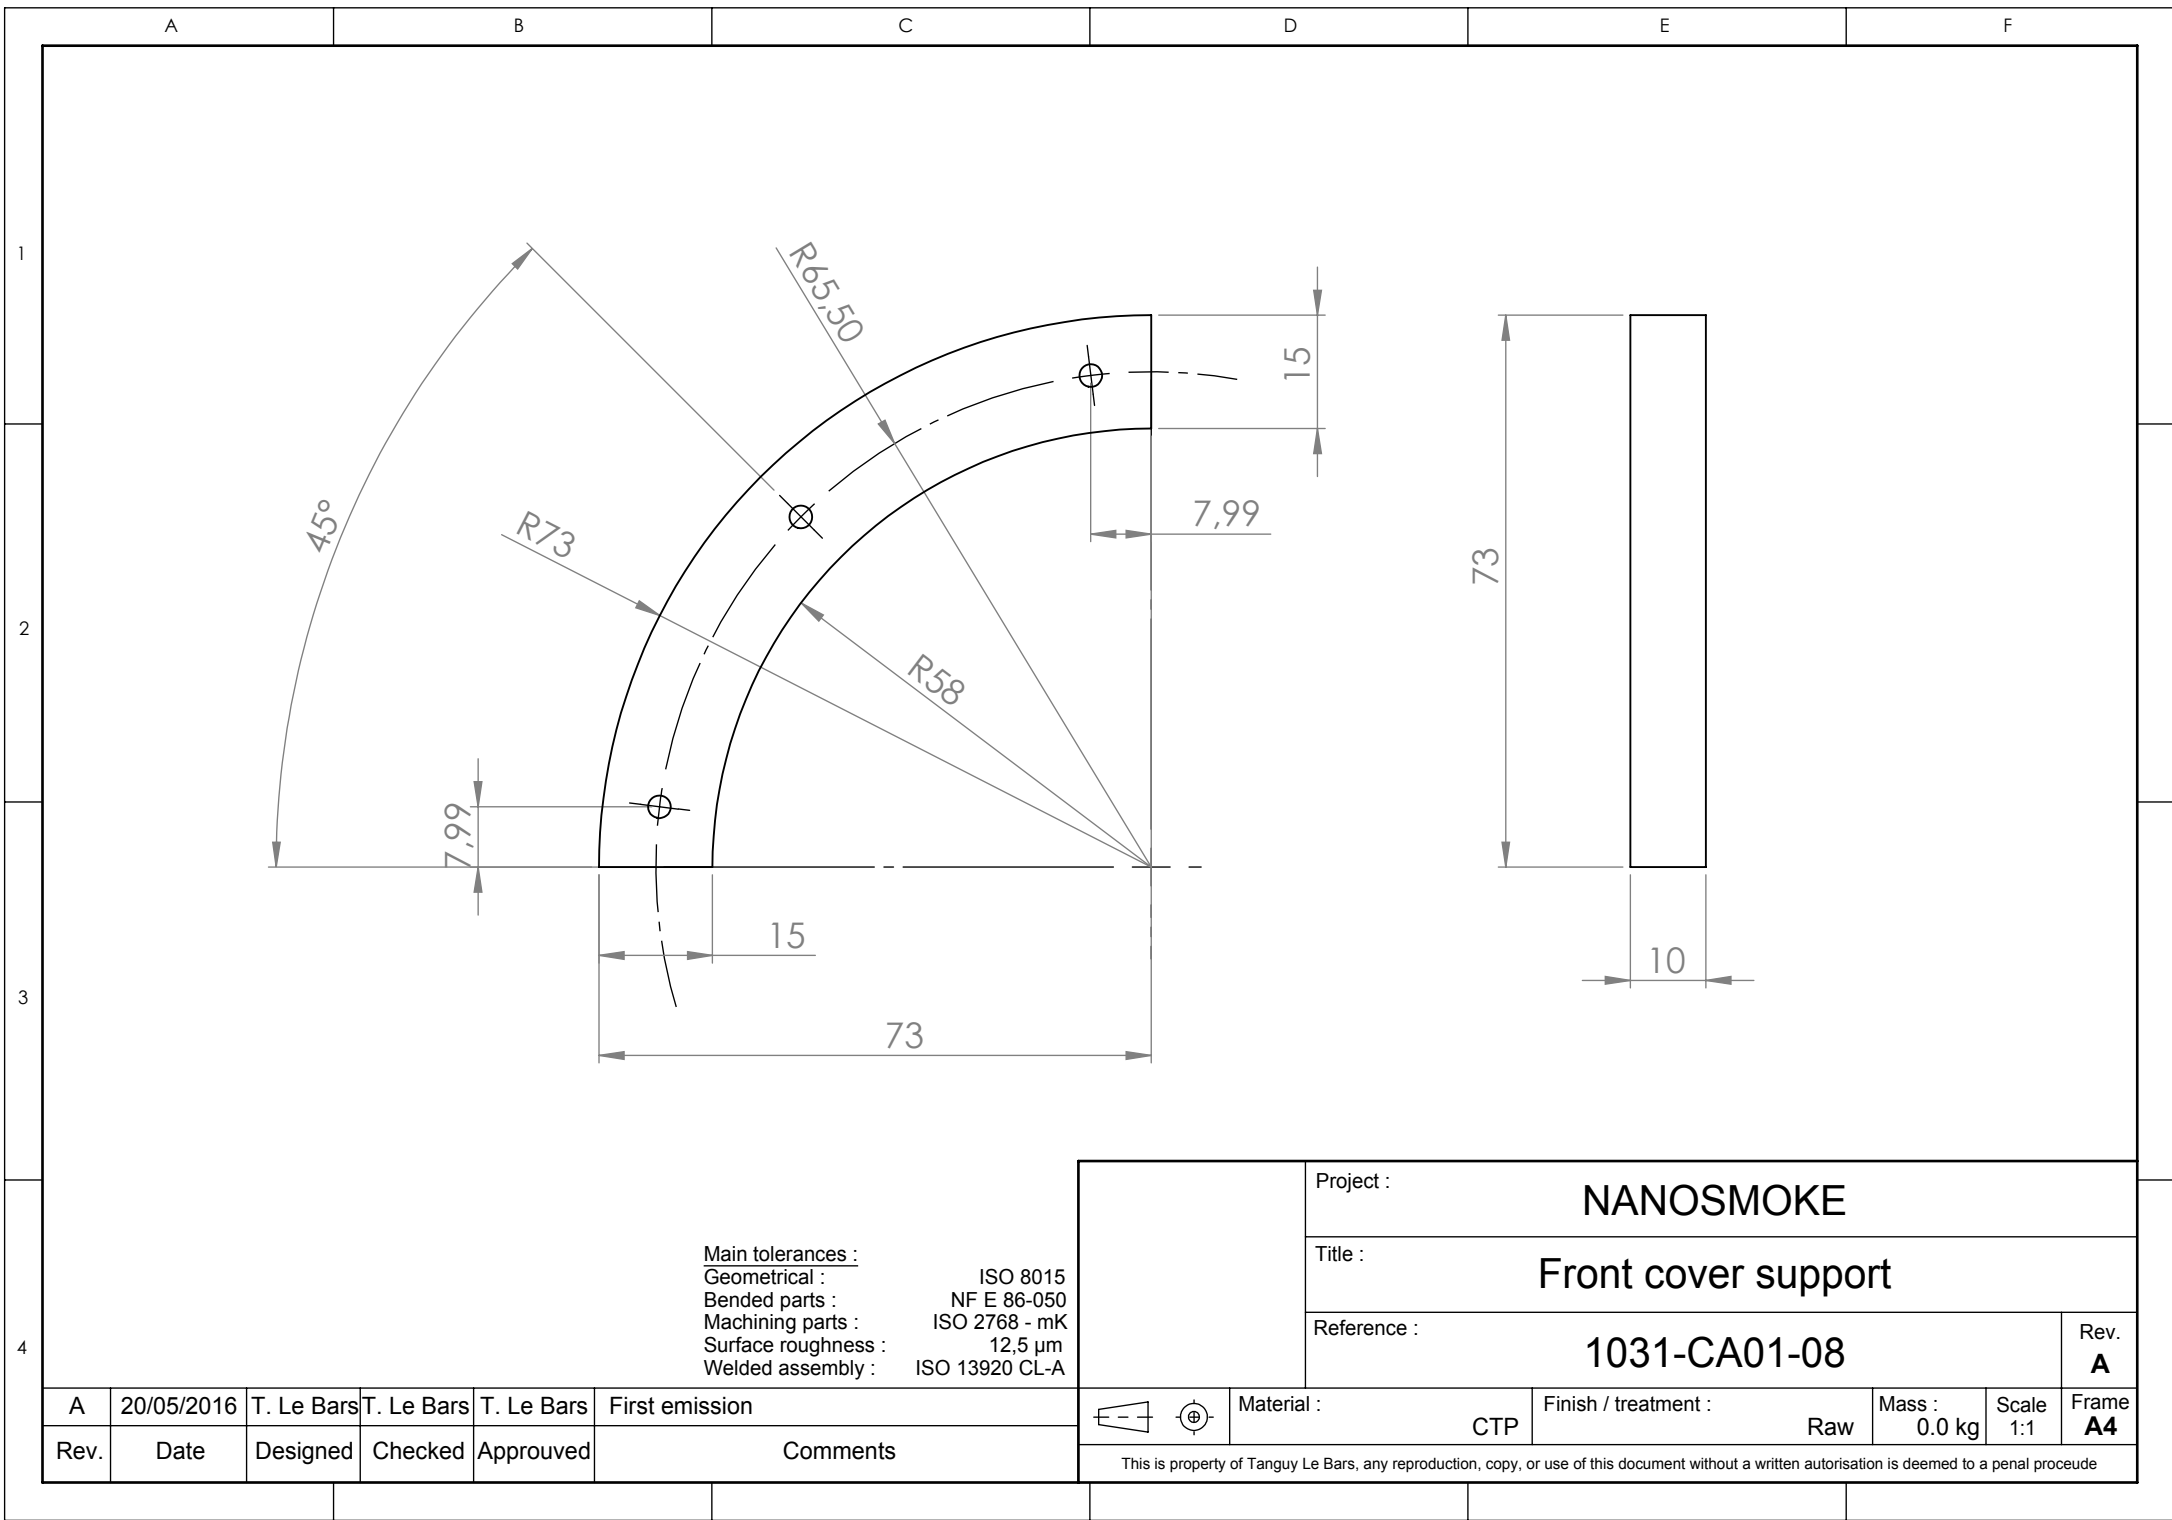 A B C D E F
1
2
3
4
45°
R73
R65,50
R58
15
7,99
7,99
15
73
73
10
Main tolerances :
Geometrical : ISO 8015
Bended parts : NF E 86-050
Machining parts : ISO 2768 - mK
Surface roughness : 12,5 µm
Welded assembly : ISO 13920 CL-A
Project : NANOSMOKE
Title : Front cover support
Reference : 1031-CA01-08
Rev.
A
A 20/05/2016 T. Le Bars T. Le Bars T. Le Bars First emission
Rev. Date Designed Checked Approuved Comments
Material : CTP
Finish / treatment : Raw
Mass : 0.0 kg
Scale 1:1
Frame A4
This is property of Tanguy Le Bars, any reproduction, copy, or use of this document without a written autorisation is deemed to a penal proceude